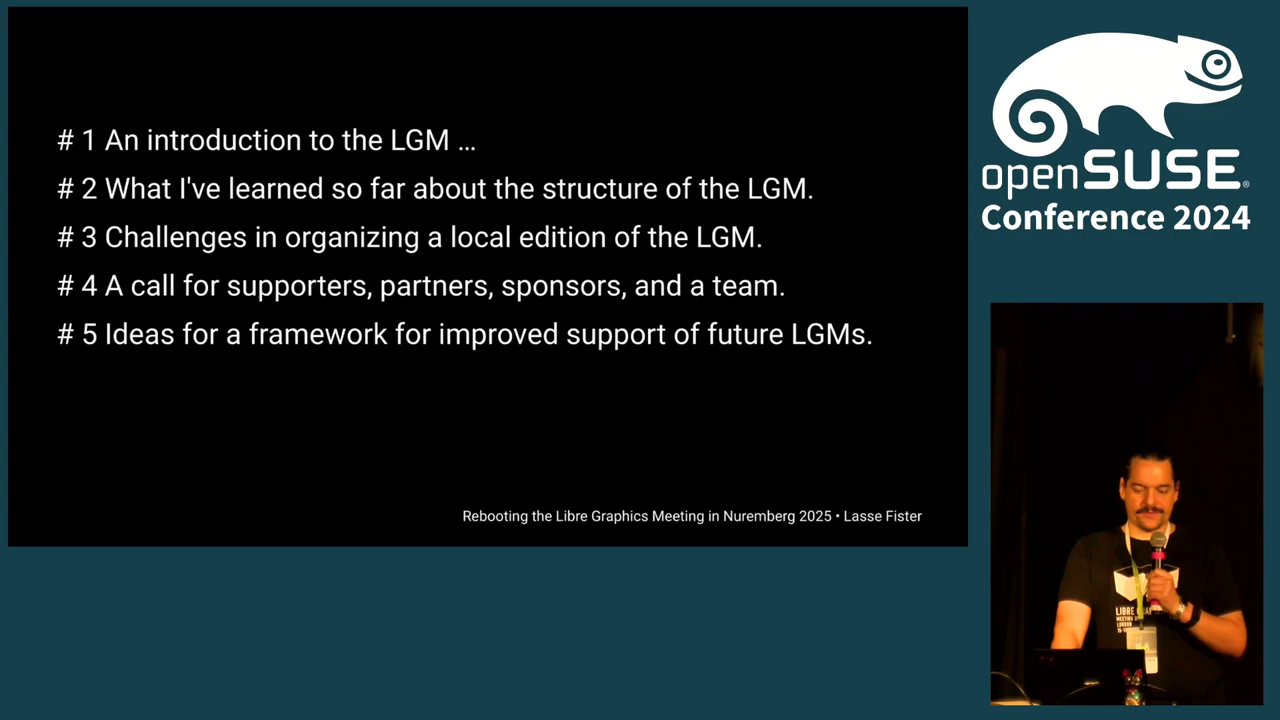 # 1 An introduction to the LGM …
# 2 What I've learned so far about the structure of the LGM.
# 3 Challenges in organizing a local edition of the LGM.
# 4 A call for supporters, partners, sponsors, and a team.
# 5 Ideas for a framework for improved support of future LGMs.
Rebooting the Libre Graphics Meeting in Nuremberg 2025 • Lasse Fister
openSUSE®
Conference 2024
LIBRE
LONDON